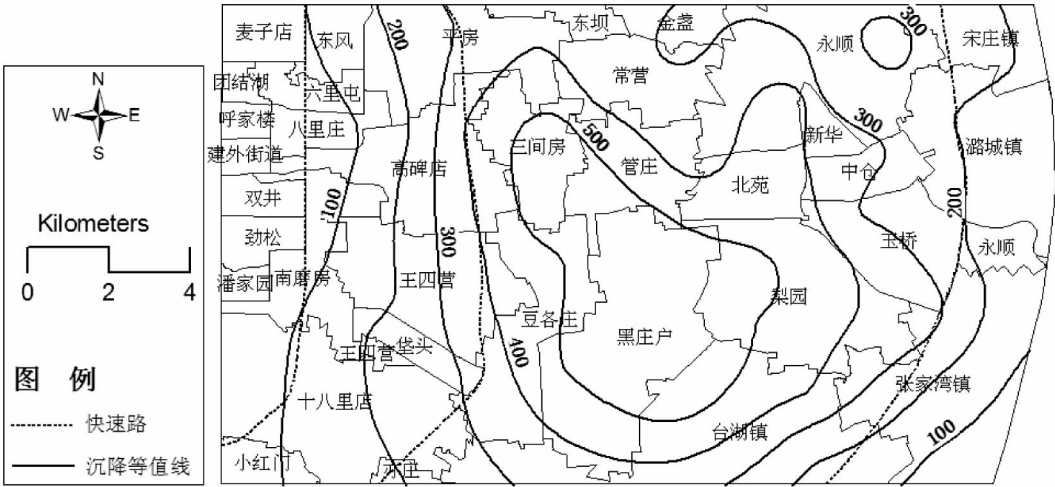 N
W
E
S
Kilometers
0 2 4
图 例
快速路
沉降等值线
麦子店
东风
200
平房
东坝
金盏
永顺
300
宋庄镇
团结湖
六里屯
常营
呼家楼
八里庄
500
三间房
管庄
新华
300
潞城镇
建外街道
高碑店
北苑
中仓
双井
100
200
劲松
300
玉桥
永顺
潘家园
南磨房
王四营
梨园
豆各庄
黑庄户
王四营
垡头
400
张家湾镇
十八里店
台湖镇
100
小红门
亦庄